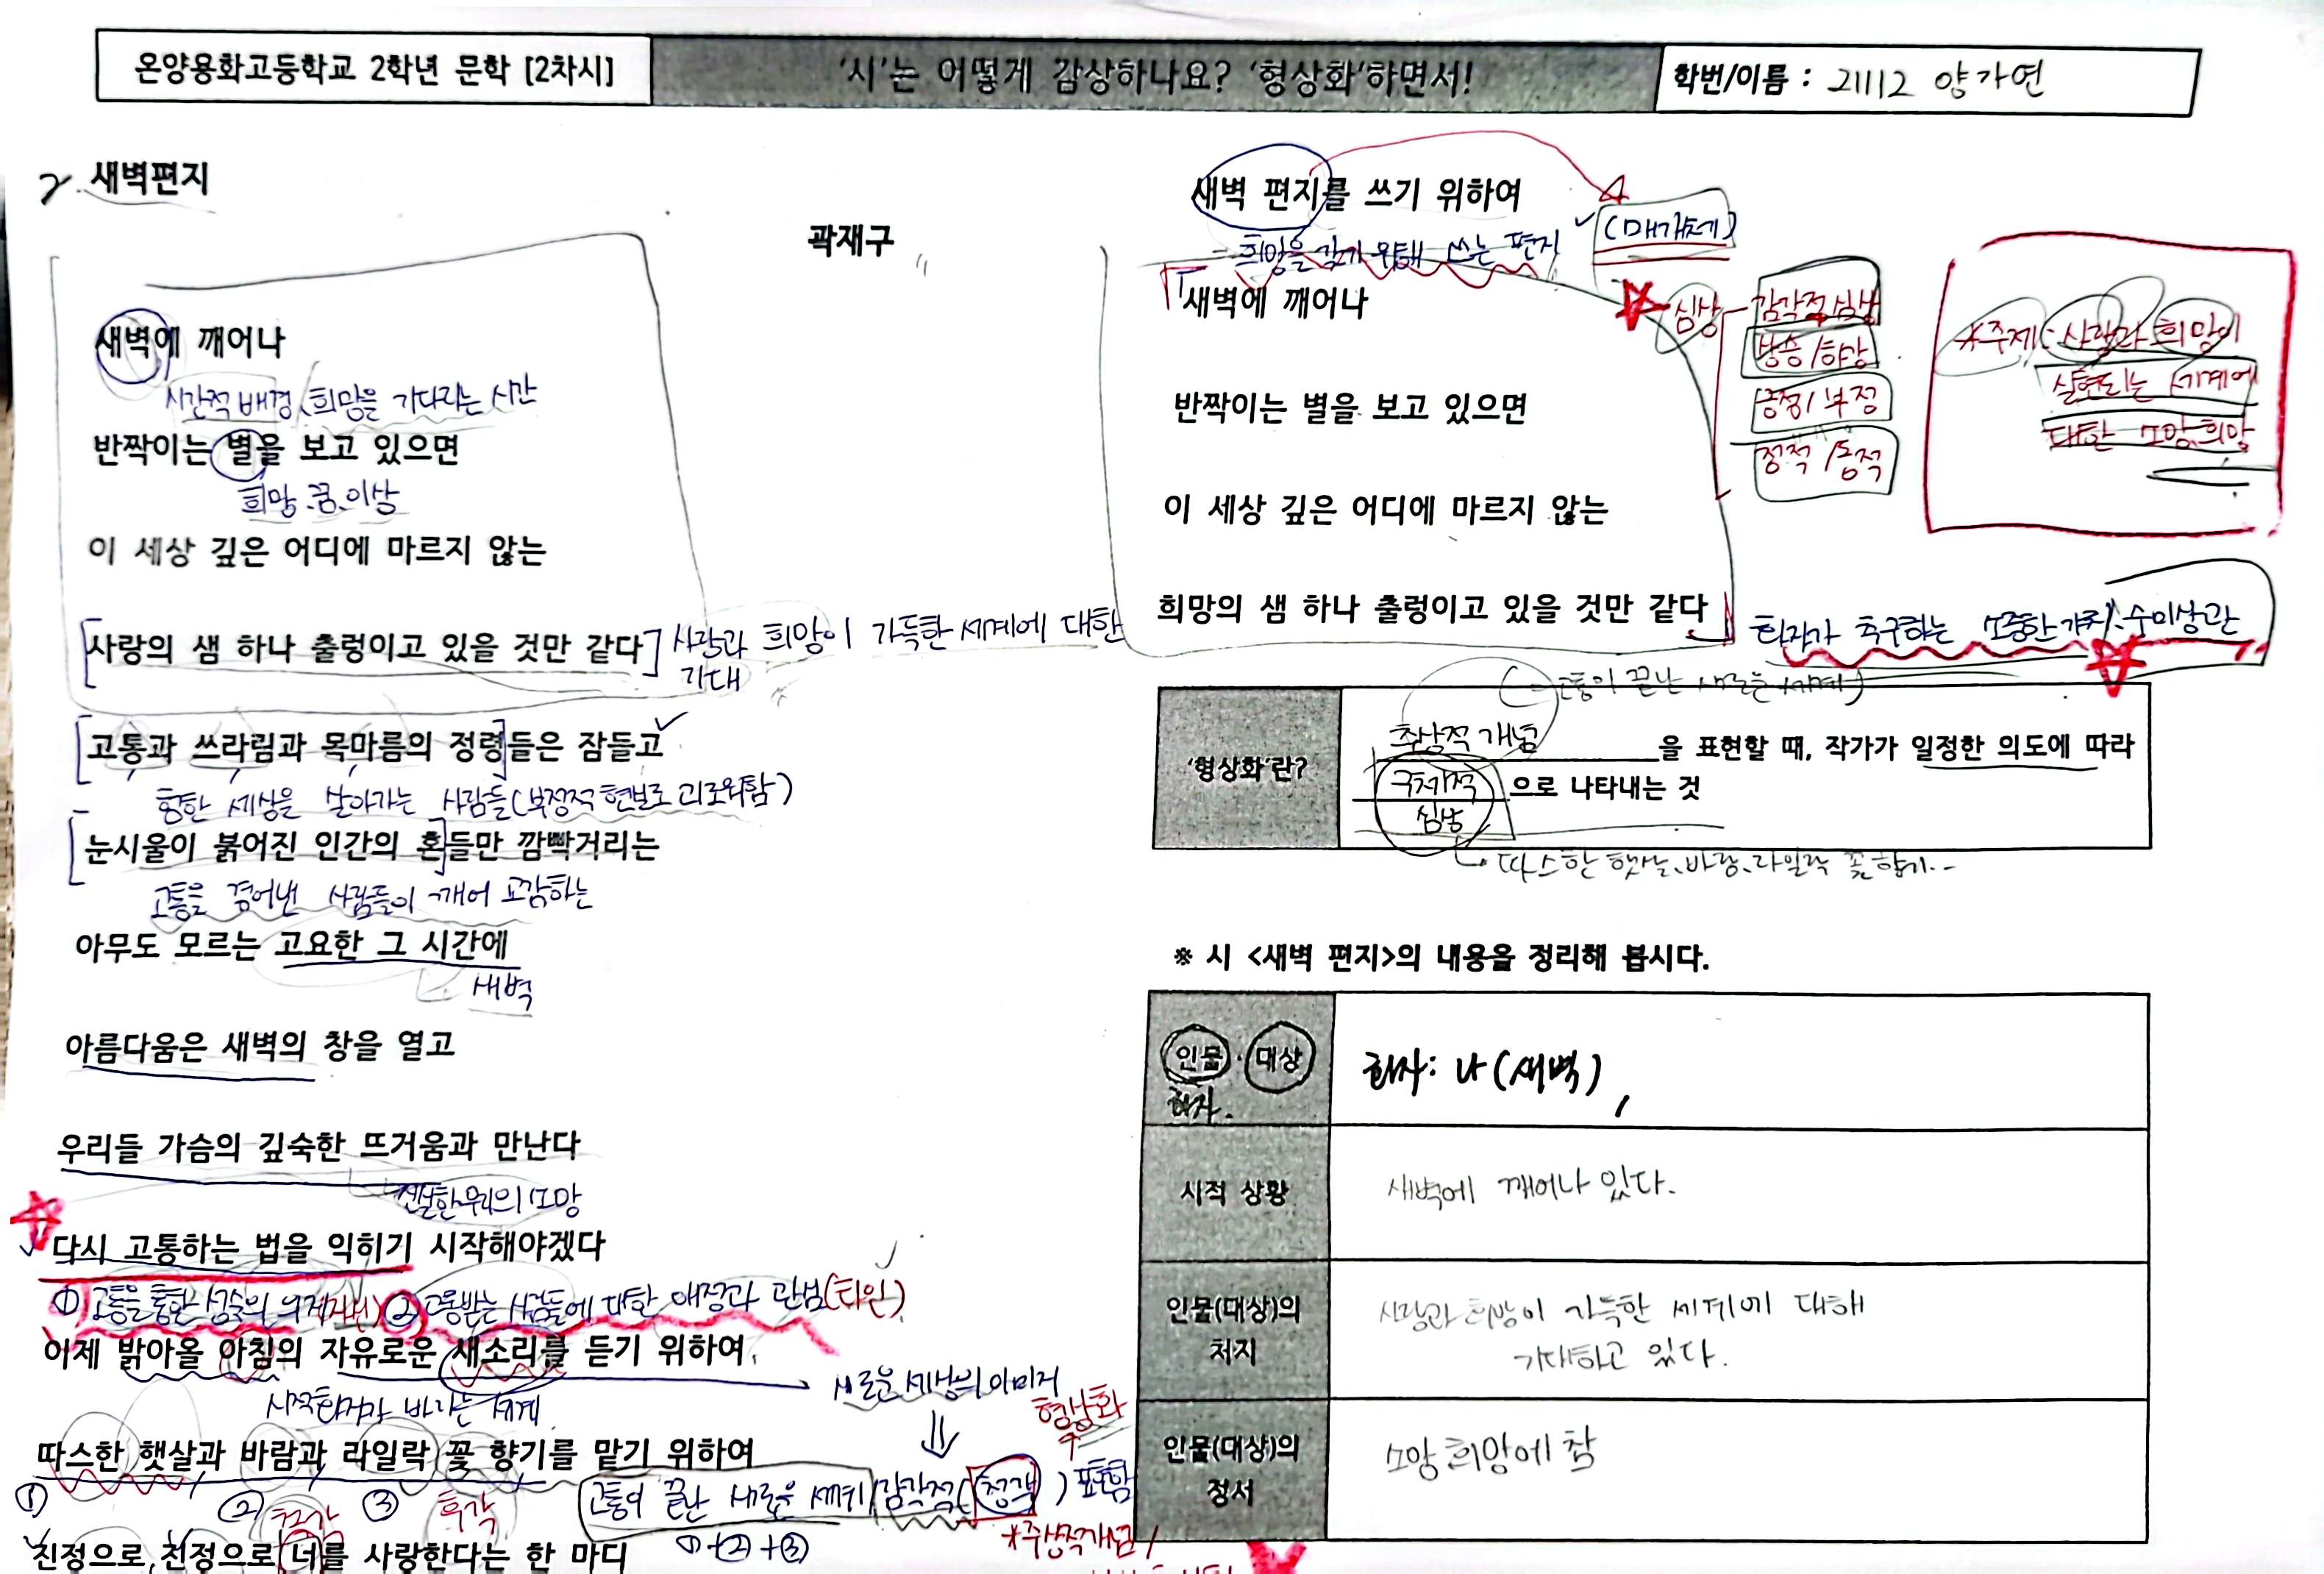 온양용화고등학교 2학년 문학 [2차시]
'시'는 어떻게 감상하나요? '형상화'하면서!
학번/이름 : 21112 양가연
새벽편지
곽재구
새벽에 깨어나
시간적 배경, 희망을 기다리는 시간
반짝이는 별을 보고 있으면
희망.꿈.이상
이 세상 깊은 어디에 마르지 않는
[사랑의 샘 하나 출렁이고 있을 것만 같다]
사랑과 희망이 가득한 세계에 대한
기대
[고통과 쓰라림과 목마름의 정령]들은 잠들고
힘한 세상을 살아가는 사람들(부정적 현실로 괴로워함)
[눈시울이 붉어진 인간의 혼]들만 깜빡거리는
고통을 겪어낸 사람들이 깨어 교감하는
아무도 모르는 고요한 그 시간에
새벽
아름다움은 새벽의 창을 열고
우리들 가슴의 깊숙한 뜨거움과 만난다
다시 고통하는 법을 익히기 시작해야겠다
① 고통을 통한 성숙의 의지 ② 고통받는 사람들에 대한 애정과 관심(타인)
이제 밝아올 아침의 자유로운 새소리를 듣기 위하여
시적화자가 바라는 세계
새로운 세상의 이미지
형상화
따스한 햇살과 바람과 라일락 꽃 향기를 맡기 위하여
① ② 촉각 ③ 후각
고통이 끝난 새로운 세계 감각적( ) 표현함
①+②+③
*추상적개념/
친정으로, 친정으로 너를 사랑한다는 한 마디
새벽 편지를 쓰기 위하여
(매개체)
- 희망을 갖기 위해 쓰는 편지
새벽에 깨어나
반짝이는 별을 보고 있으면
이 세상 깊은 어디에 마르지 않는
희망의 샘 하나 출렁이고 있을 것만 같다
심상
감각적 심상
상승/하강
긍정/부정
정적/동적
*주제: 사랑과 희망이
실현되는 세계에
대한 소망, 희망
화자가 추구하는 소중한 가치, 수미상관
(-고통이 끝난 새로운 세계)
'형상화'란?
추상적 개념을 표현할 때, 작가가 일정한 의도에 따라
구체적 심상으로 나타내는 것
따스한 햇살, 바람, 라일락 꽃 향기..
※ 시 <새벽 편지>의 내용을 정리해 봅시다.
인물·대상
화자.
화자: 나(새벽)
시적 상황
새벽에 깨어나 있다.
인물(대상)의
처지
사랑과 희망이 가득한 세계에 대해
기대하고 있다.
인물(대상)의
정서
소망, 희망에 참